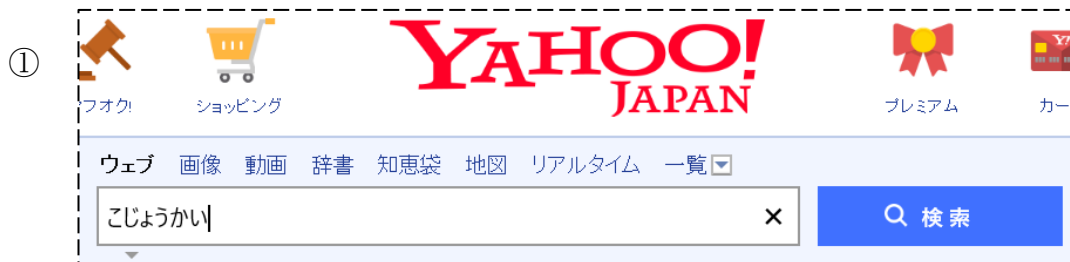 ①
YAHOO!
JAPAN
フオク! ショッピング プレミアム カー
ウェブ 画像 動画 辞書 知恵袋 地図 リアルタイム 一覧
こじょうかい × 検索